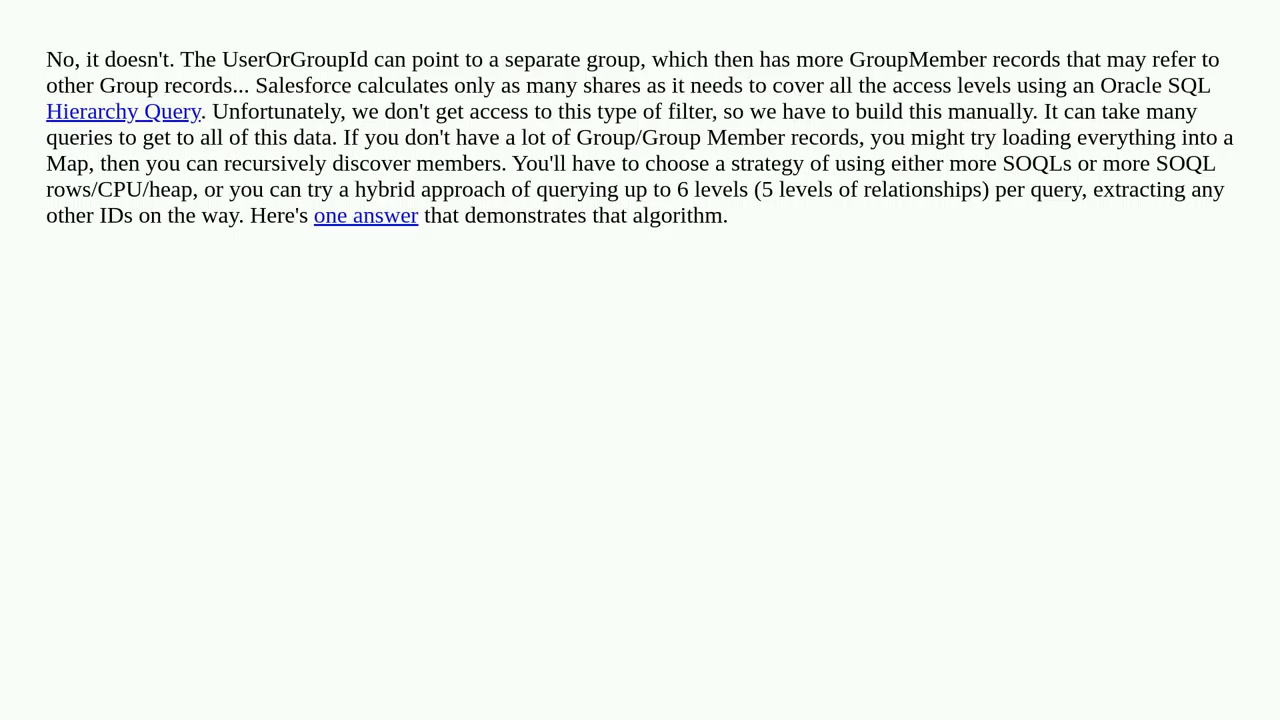 No, it doesn't. The UserOrGroupId can point to a separate group, which then has more GroupMember records that may refer to
other Group records... Salesforce calculates only as many shares as it needs to cover all the access levels using an Oracle SQL
Hierarchy Query. Unfortunately, we don't get access to this type of filter, so we have to build this manually. It can take many
queries to get to all of this data. If you don't have a lot of Group/Group Member records, you might try loading everything into a
Map, then you can recursively discover members. You'll have to choose a strategy of using either more SOQLs or more SOQL
rows/CPU/heap, or you can try a hybrid approach of querying up to 6 levels (5 levels of relationships) per query, extracting any
other IDs on the way. Here's one answer that demonstrates that algorithm.